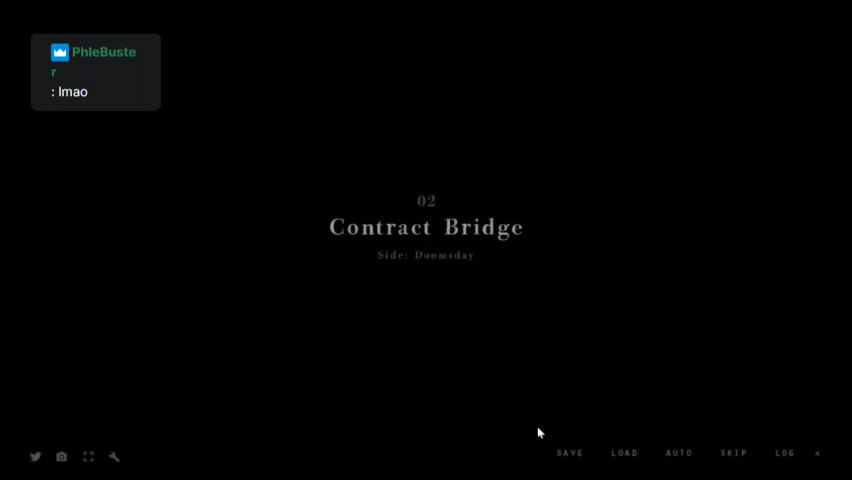 PhleBuste
r
: lmao
02
Contract Bridge
Side: Doomsday
SAVE LOAD AUTO SKIP LOG ×